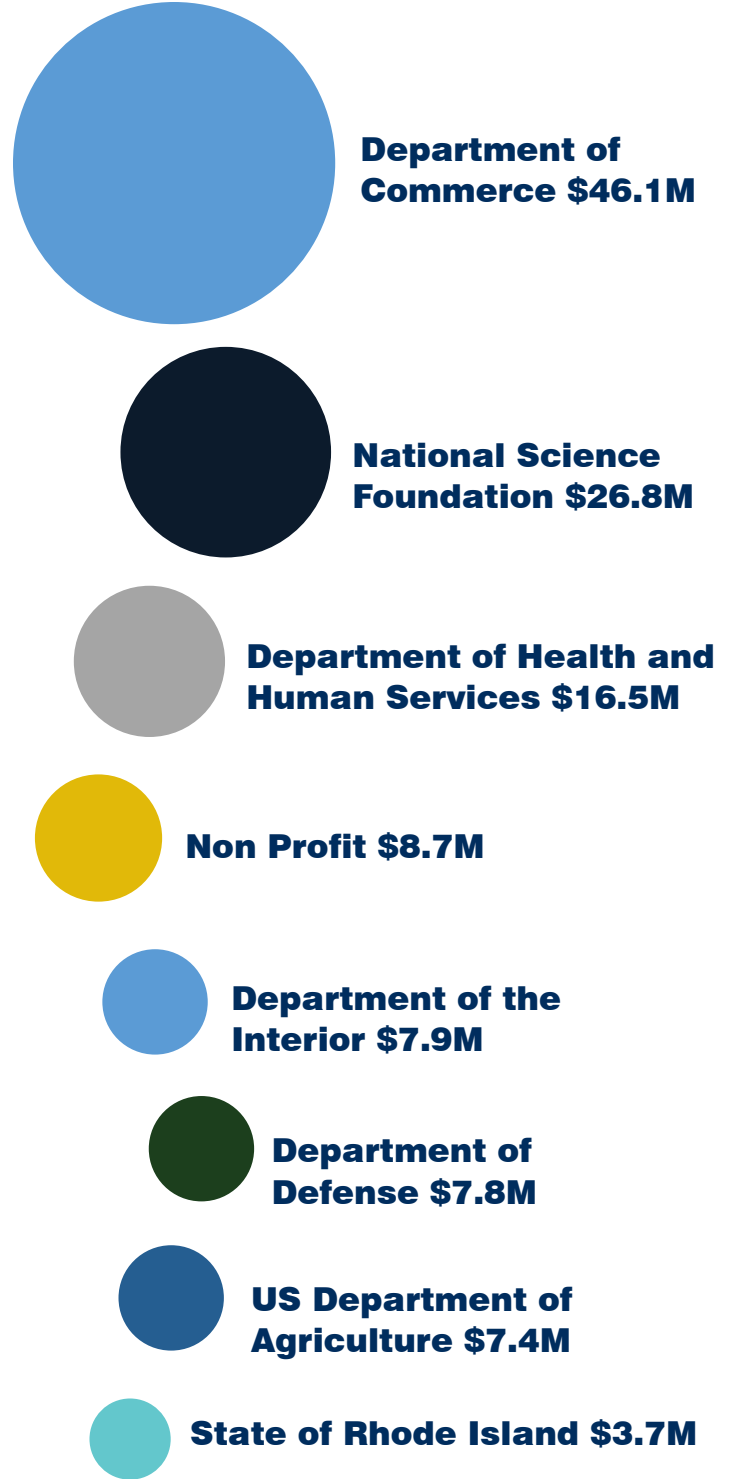 Department of
Commerce $46.1M
National Science
Foundation $26.8M
Department of Health and
Human Services $16.5M
Non Profit $8.7M
Department of the
Interior $7.9M
Department of
Defense $7.8M
US Department of
Agriculture $7.4M
State of Rhode Island $3.7M